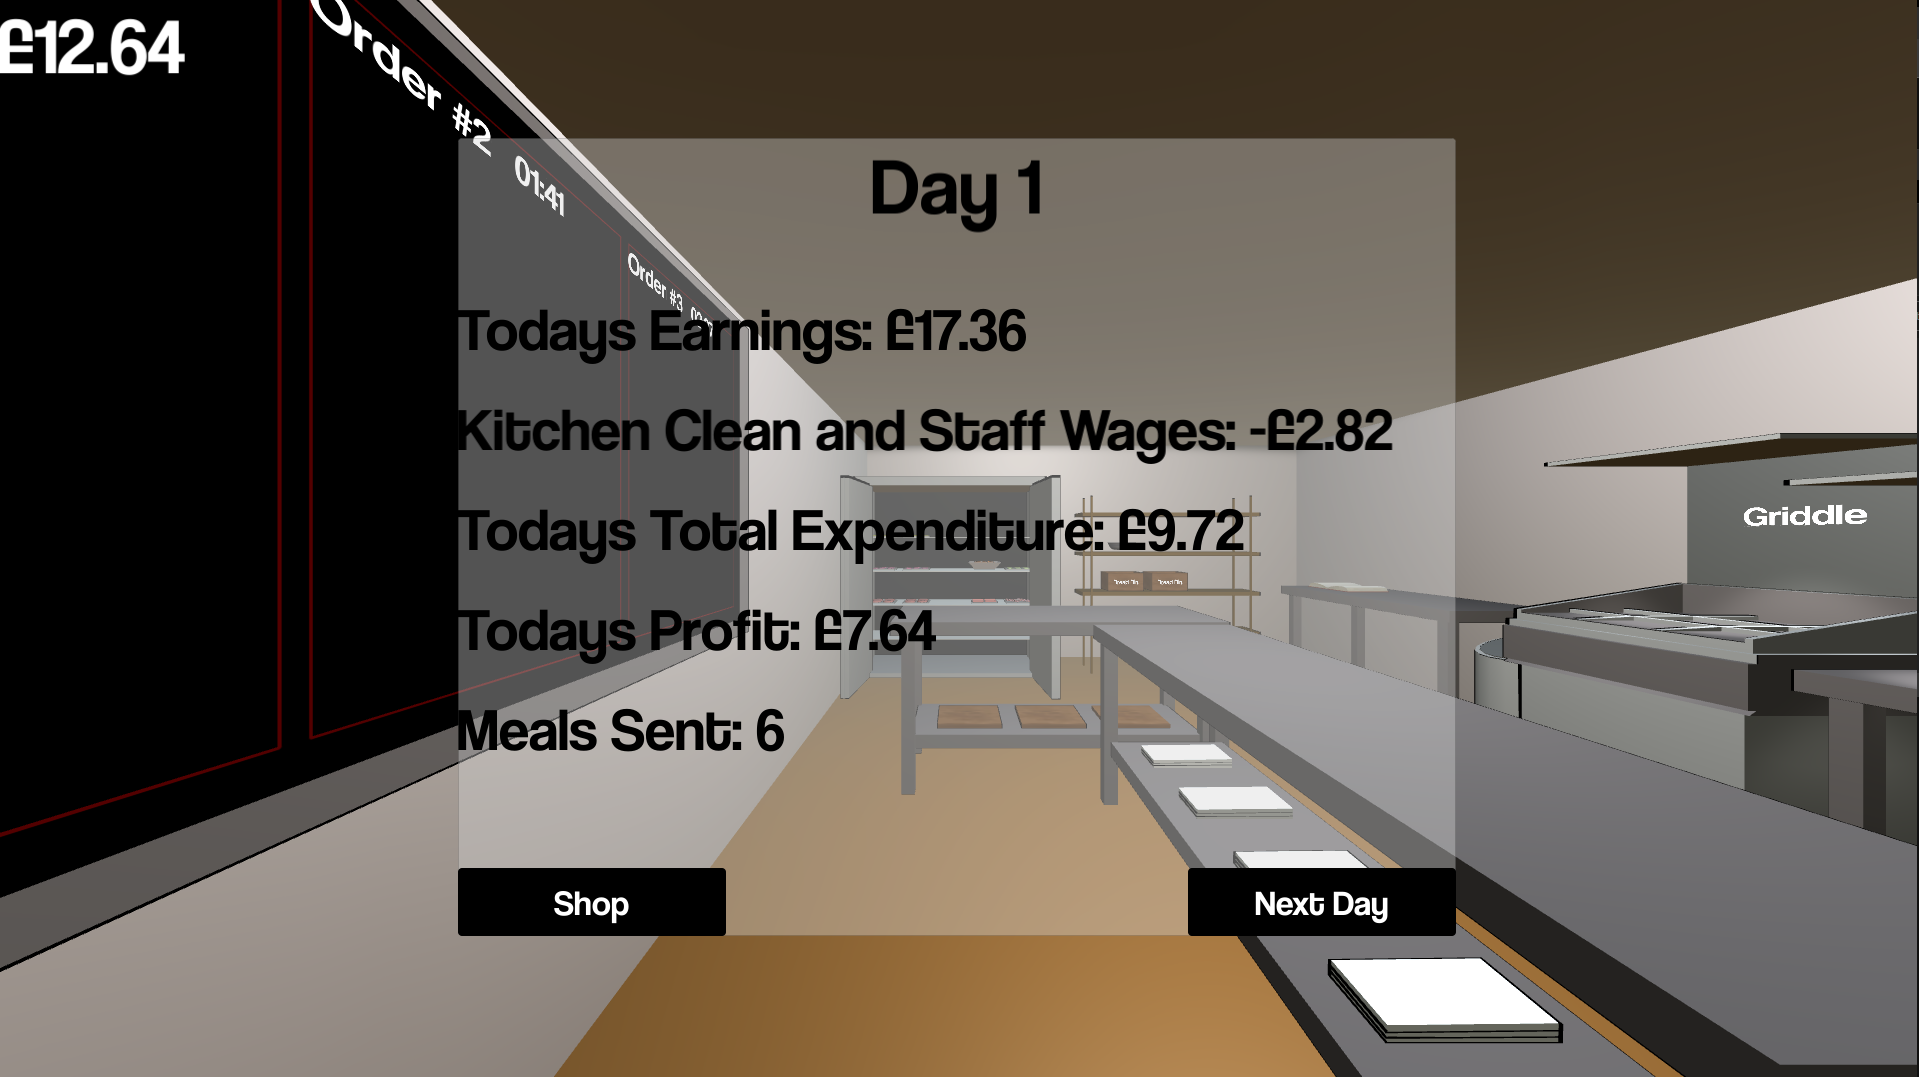 £12.64
Order #2 01:41
Order #3
Day 1
Todays Earnings: £17.36
Kitchen Clean and Staff Wages: -£2.82
Todays Total Expenditure: £9.72
Todays Profit: £7.64
Meals Sent: 6
Griddle
Shop
Next Day